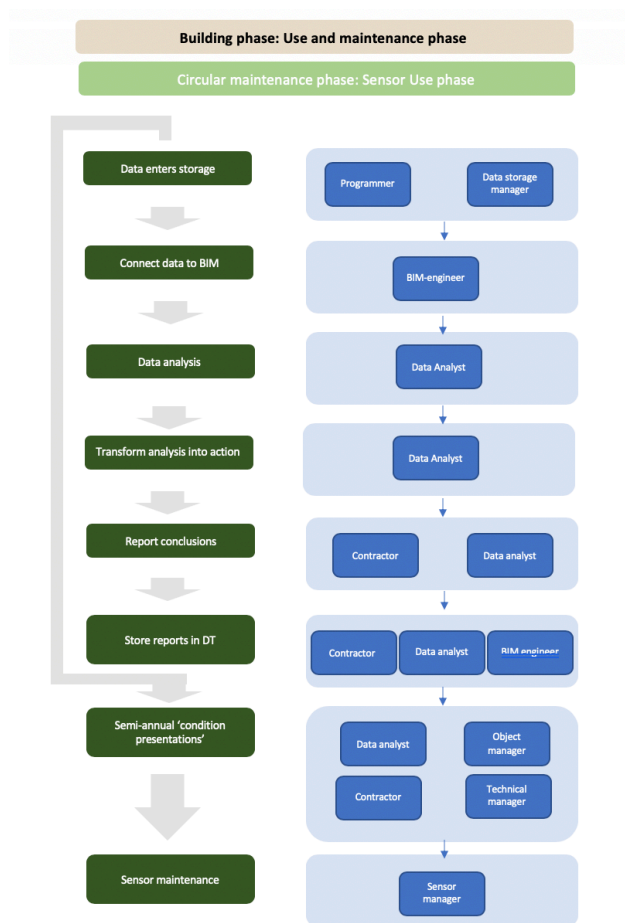 Building phase: Use and maintenance phase
Circular maintenance phase: Sensor Use phase
Data enters storage
Programmer
Data storage
manager
Connect data to BIM
BIM-engineer
Data analysis
Data Analyst
Transform analysis into action
Data Analyst
Report conclusions
Contractor
Data analyst
Store reports in DT
Contractor
Data analyst
BIM engineer
Semi-annual ‘condition
presentations’
Data analyst
Object
manager
Contractor
Technical
manager
Sensor maintenance
Sensor
manager